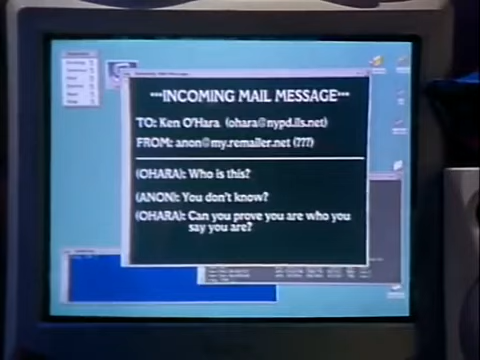 ***INCOMING MAIL MESSAGE***
TO: Ken O'Hara (ohara@nypd.lls.net)
FROM: anon@my.remailer.net (???)
(OHARA): Who is this?
(ANON): You don't know?
(OHARA): Can you prove you are who you
say you are?